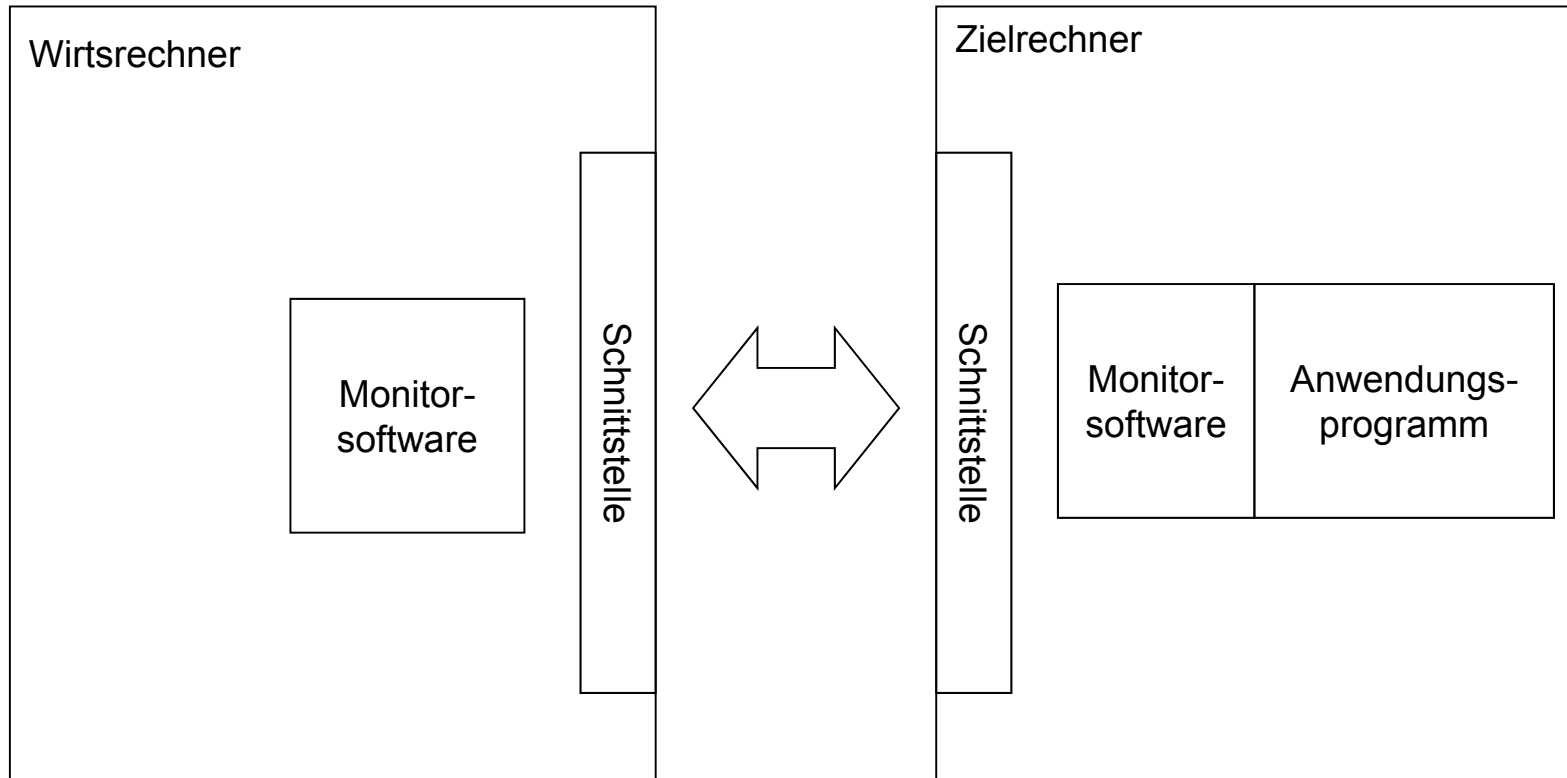 Wirtsrechner
Zielrechner
Monitor-
software
Schnittstelle
Schnittstelle
Monitor-
software
Anwendungs-
programm